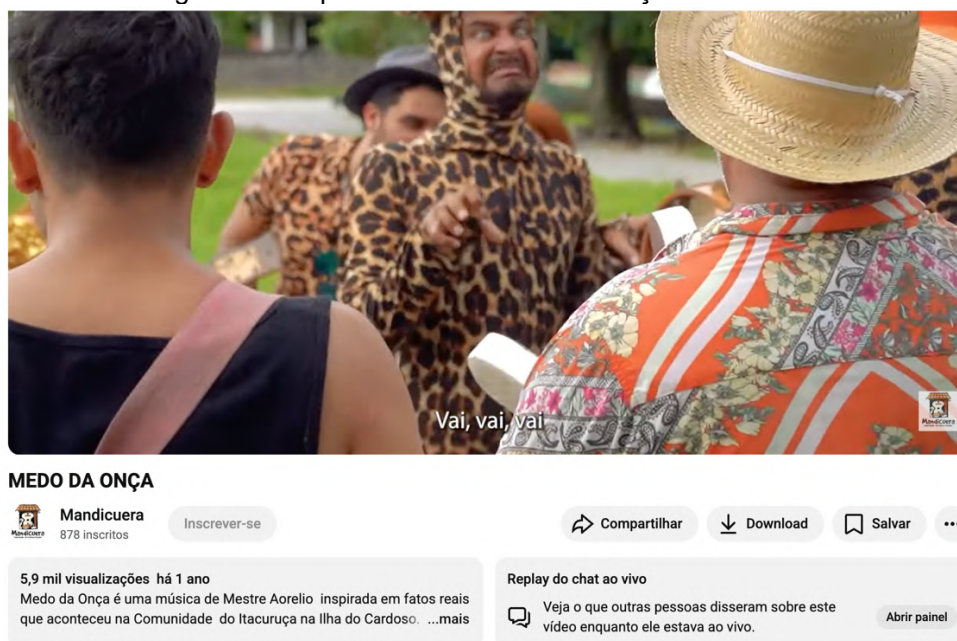 Vai, vai, vai
Mandicuera
MEDO DA ONÇA
Mandicuera
Mandicuera
878 inscritos
Inscrever-se
Compartilhar
Download
Salvar
5,9 mil visualizações há 1 ano
Medo da Onça é uma música de Mestre Aorelio inspirada em fatos reais
que aconteceu na Comunidade do Itacuruça na Ilha do Cardoso. ...mais
Replay do chat ao vivo
Veja o que outras pessoas disseram sobre este
vídeo enquanto ele estava ao vivo.
Abrir painel